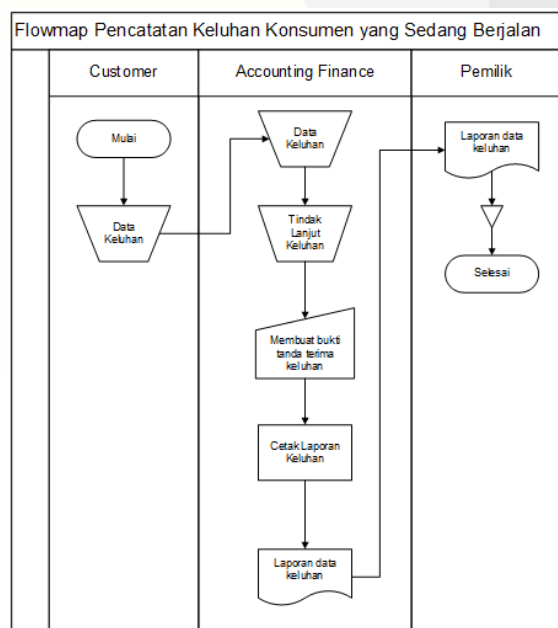 Flowmap Pencatatan Keluhan Konsumen yang Sedang Berjalan
Customer
Accounting Finance
Pemilik
Mulai
Data
Keluhan
Data
Keluhan
Tindak
Lanjut
Keluhan
Membuat bukti
tanda terima
keluhan
Cetak Laporan
Keluhan
Laporan data
keluhan
Laporan data
keluhan
Selesai